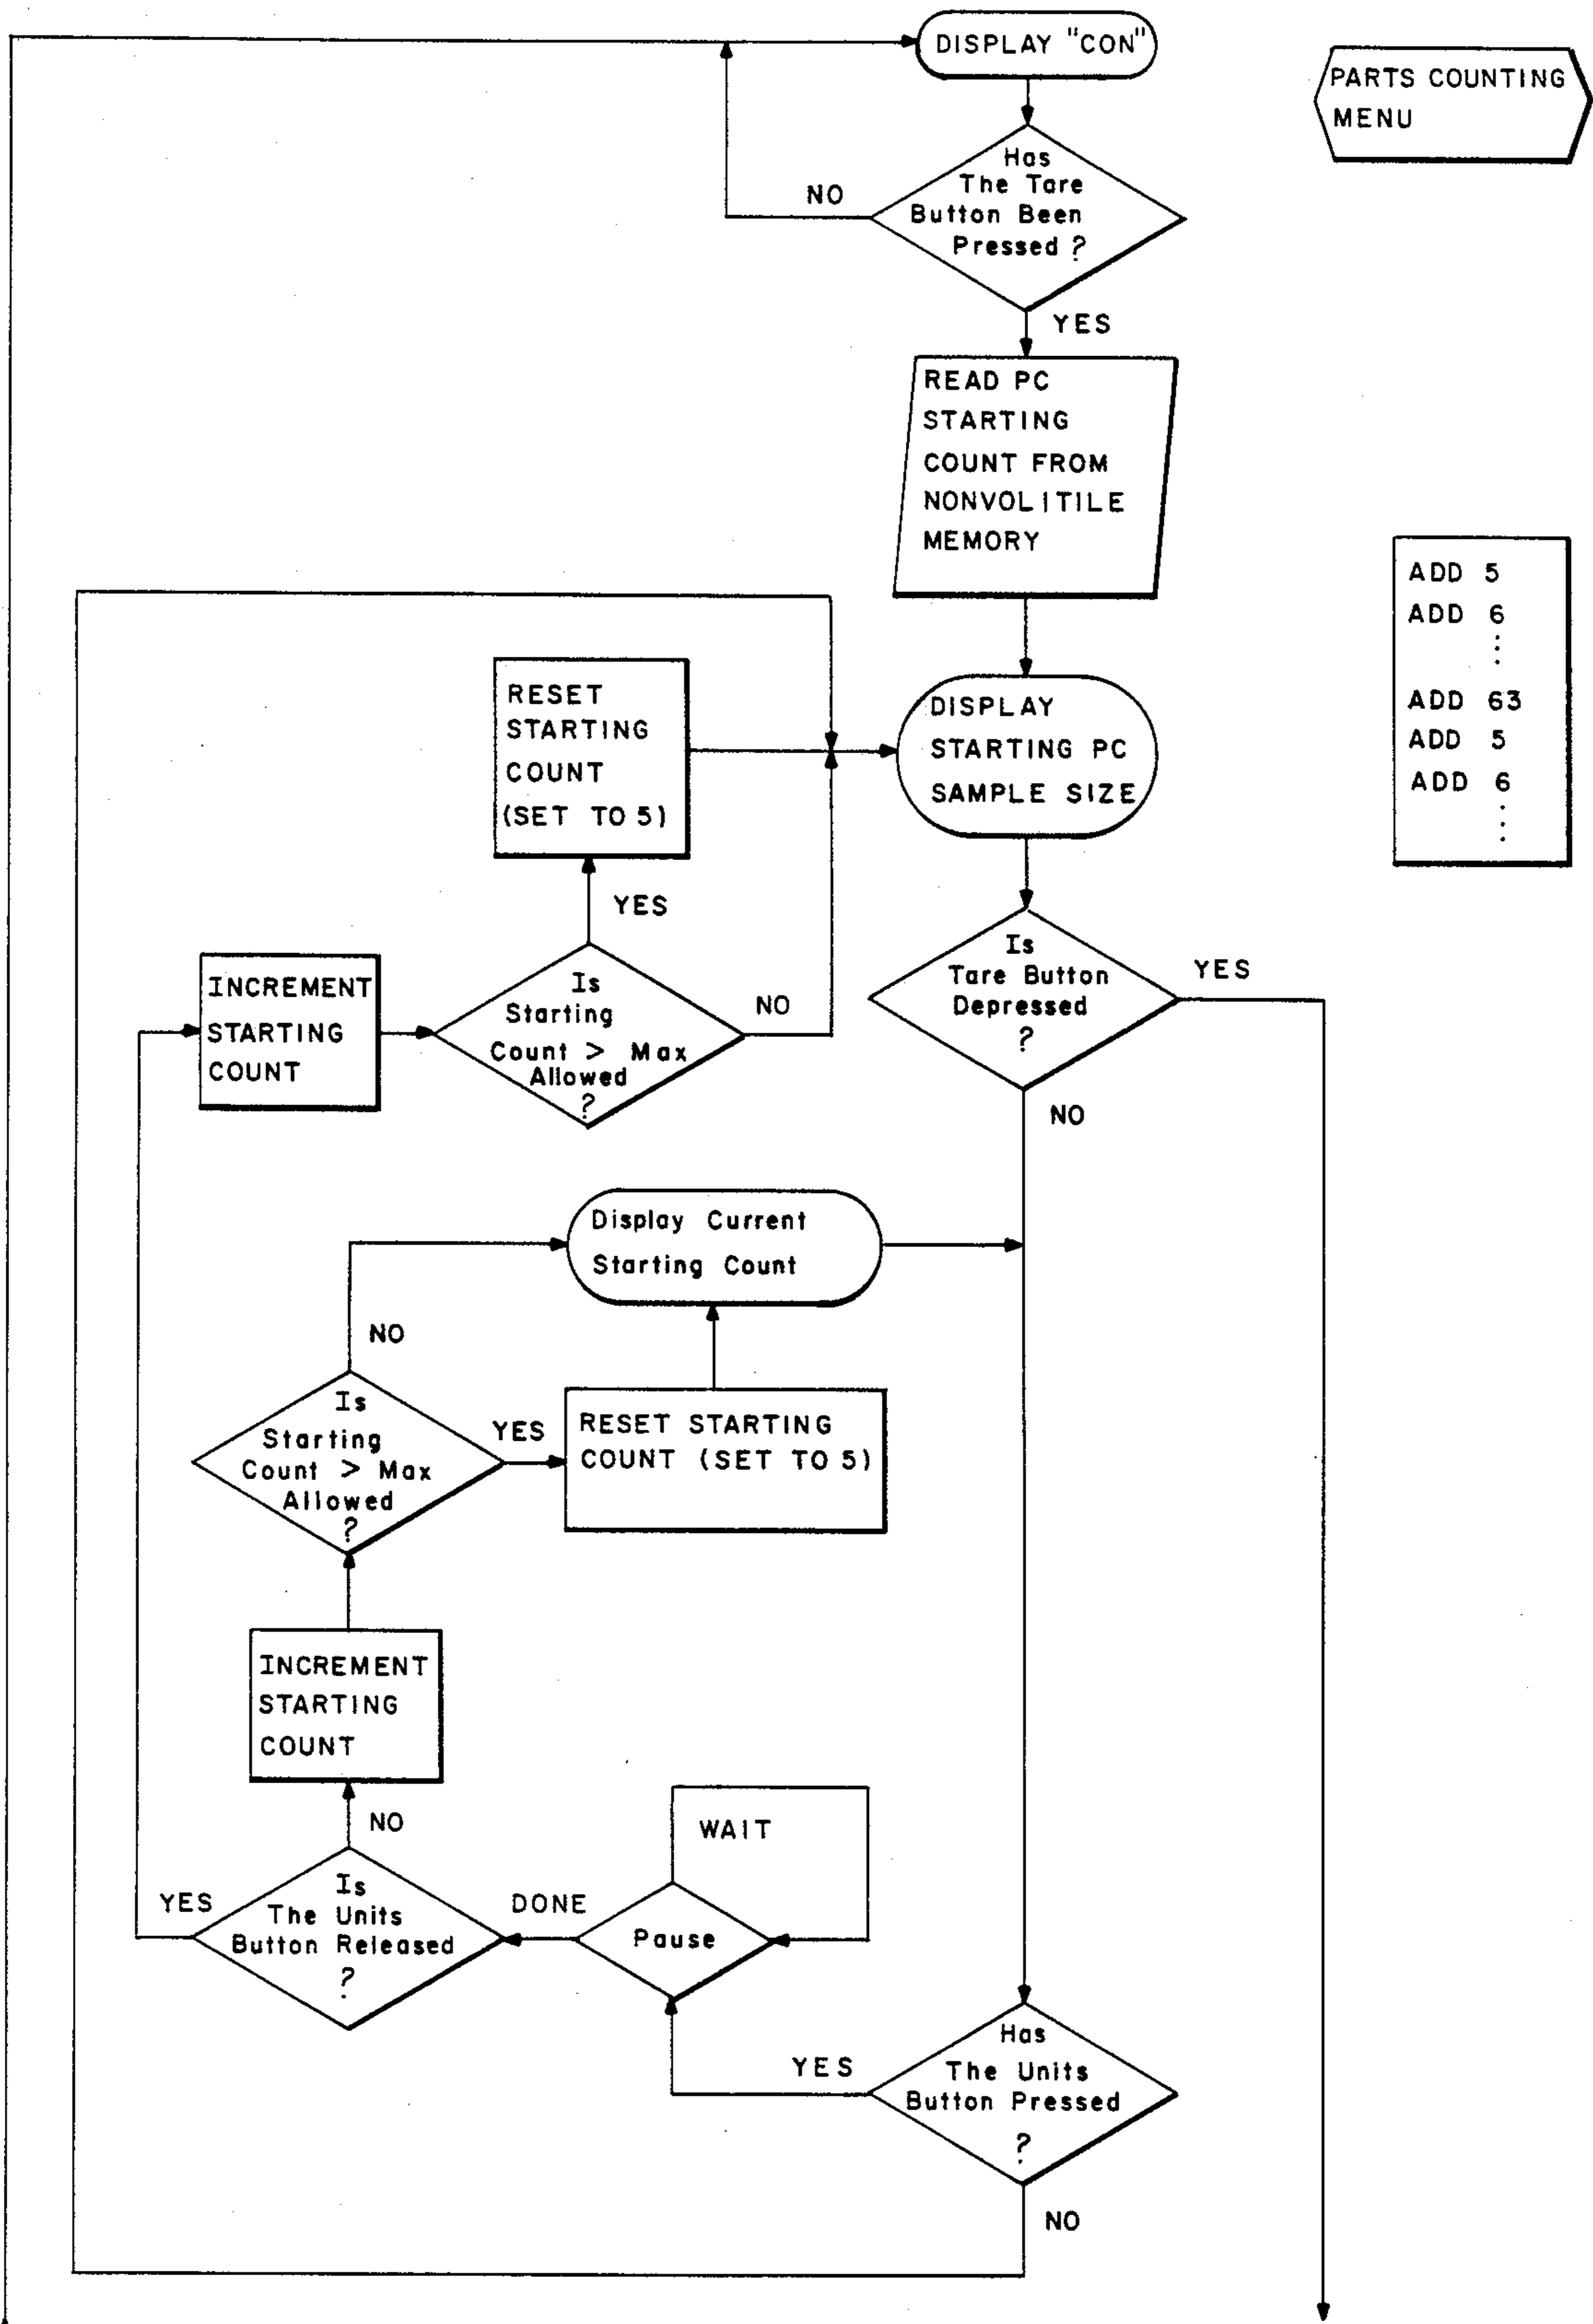 DISPLAY "CON"
PARTS COUNTING
MENU
Has
The Tare
Button Been
Pressed ?
NO
YES
READ PC
STARTING
COUNT FROM
NONVOLITILE
MEMORY
ADD 5
ADD 6
ADD 63
ADD 5
ADD 6
RESET
STARTING
COUNT
(SET TO 5)
DISPLAY
STARTING PC
SAMPLE SIZE
YES
INCREMENT
STARTING
COUNT
Is
Starting
Count > Max
Allowed
?
NO
Is
Tare Button
Depressed
?
YES
NO
Display Current
Starting Count
NO
Is
Starting
Count > Max
Allowed
?
YES
RESET STARTING
COUNT (SET TO 5)
INCREMENT
STARTING
COUNT
NO
WAIT
YES
Is
The Units
Button Released
?
DONE
Pause
YES
Has
The Units
Button Pressed
?
NO